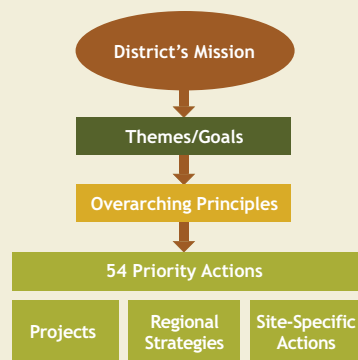 District's Mission
Themes/Goals
Overarching Principles
54 Priority Actions
Projects
Regional
Strategies
Site-Specific
Actions